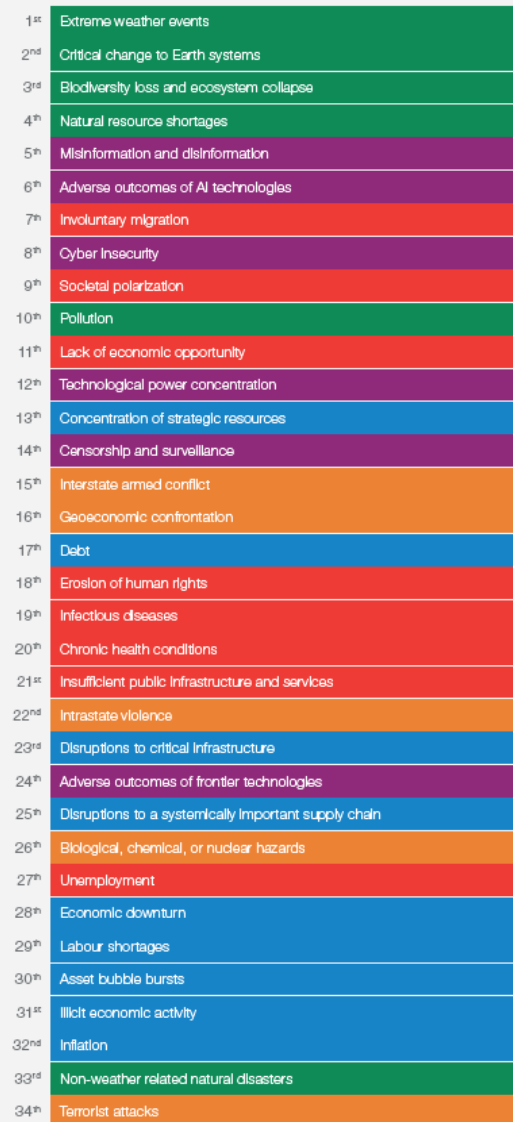 1st Extreme weather events
2nd Critical change to Earth systems
3rd Biodiversity loss and ecosystem collapse
4th Natural resource shortages
5th Misinformation and disinformation
6th Adverse outcomes of AI technologies
7th Involuntary migration
8th Cyber insecurity
9th Societal polarization
10th Pollution
11th Lack of economic opportunity
12th Technological power concentration
13th Concentration of strategic resources
14th Censorship and surveillance
15th Interstate armed conflict
16th Geoeconomic confrontation
17th Debt
18th Erosion of human rights
19th Infectious diseases
20th Chronic health conditions
21st Insufficient public infrastructure and services
22nd Intrastate violence
23rd Disruptions to critical infrastructure
24th Adverse outcomes of frontier technologies
25th Disruptions to a systemically important supply chain
26th Biological, chemical, or nuclear hazards
27th Unemployment
28th Economic downturn
29th Labour shortages
30th Asset bubble bursts
31st Illicit economic activity
32nd Inflation
33rd Non-weather related natural disasters
34th Terrorist attacks